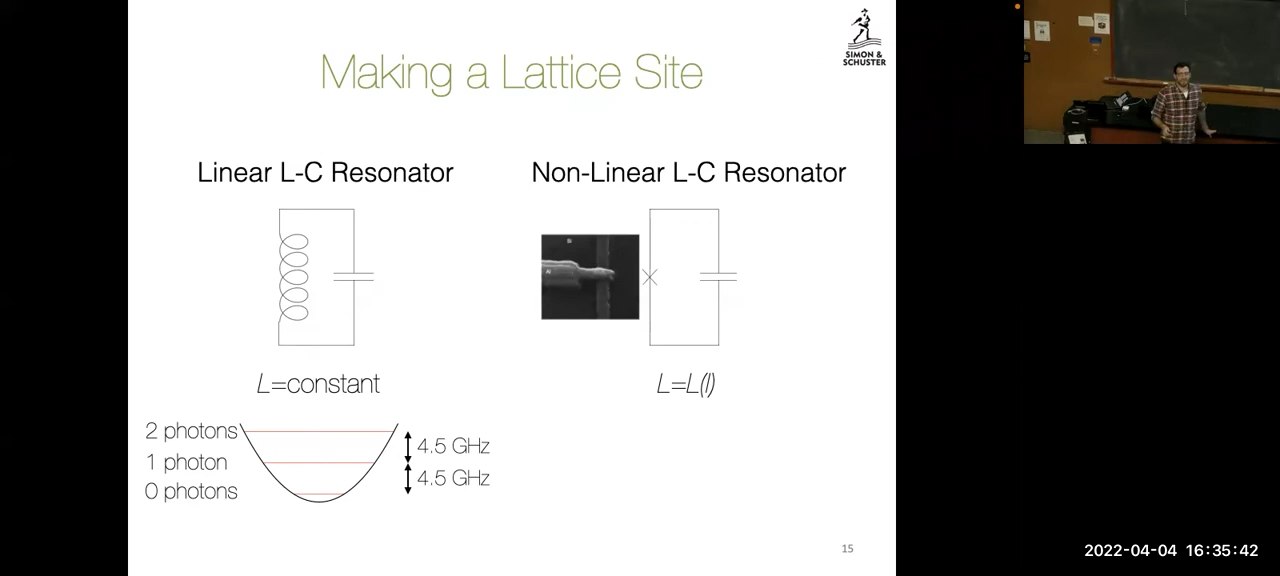 SIMON &
SCHUSTER
Making a Lattice Site
Linear L-C Resonator
Non-Linear L-C Resonator
L=constant
L=L(I)
2 photons
1 photon
0 photons
4.5 GHz
4.5 GHz
15
2022-04-04 16:35:42